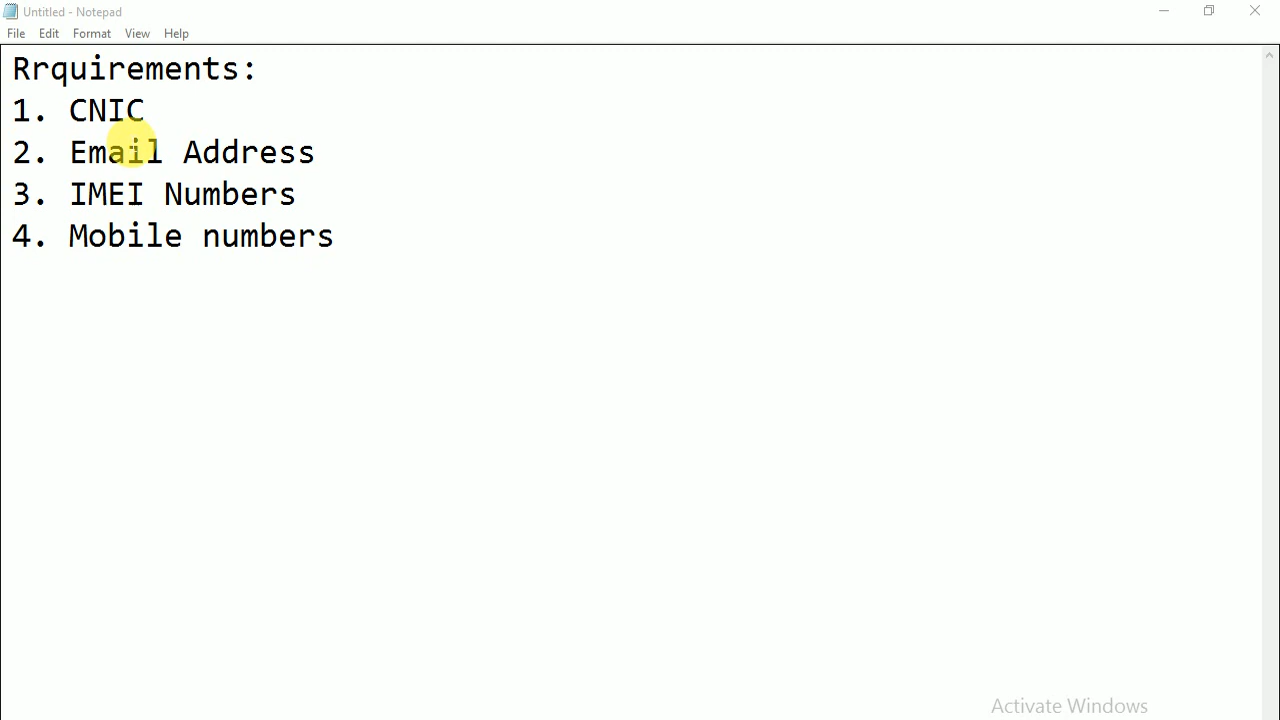 Untitled - Notepad
File Edit Format View Help
Rrquirements:
1. CNIC
2. Email Address
3. IMEI Numbers
4. Mobile numbers
Activate Windows